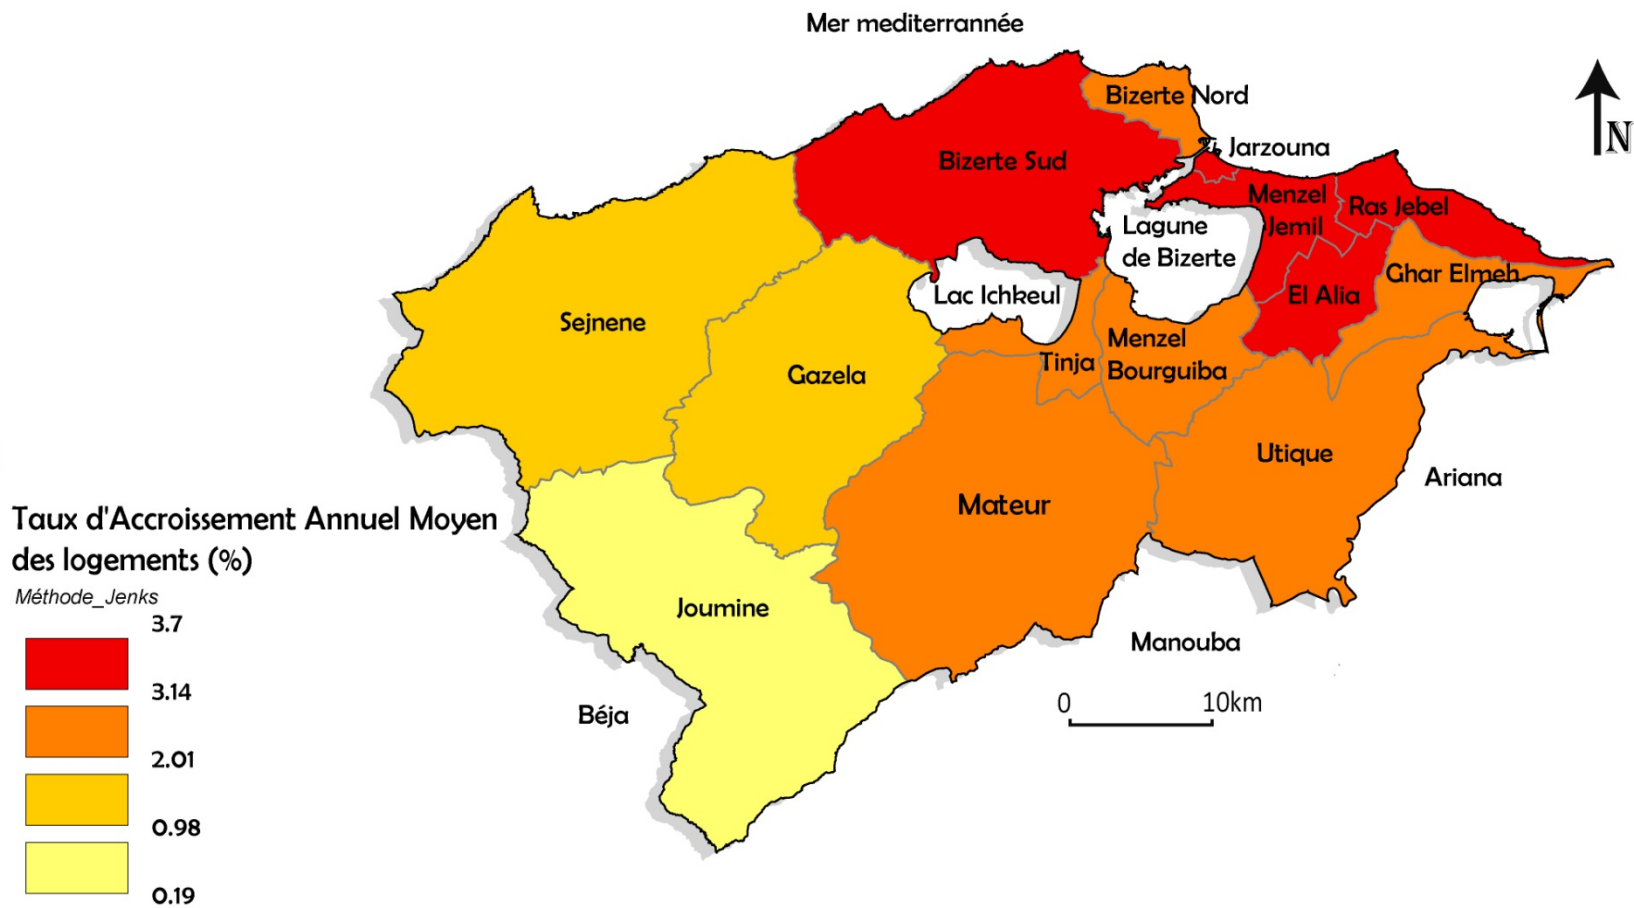 Mer mediterrannée
Bizerte Nord
N
Jarzouna
Bizerte Sud
Menzel
Jemil
Ras Jebel
Lagune
de Bizerte
Ghar Elmeh
Lac Ichkeul
El Alia
Sejnene
Menzel
Bourguiba
Tinja
Gazela
Utique
Ariana
Mateur
Taux d'Accroissement Annuel Moyen
des logements (%)
Méthode_Jenks
3.7
3.14
2.01
0.98
0.19
Joumine
Manouba
Béja
0 10km